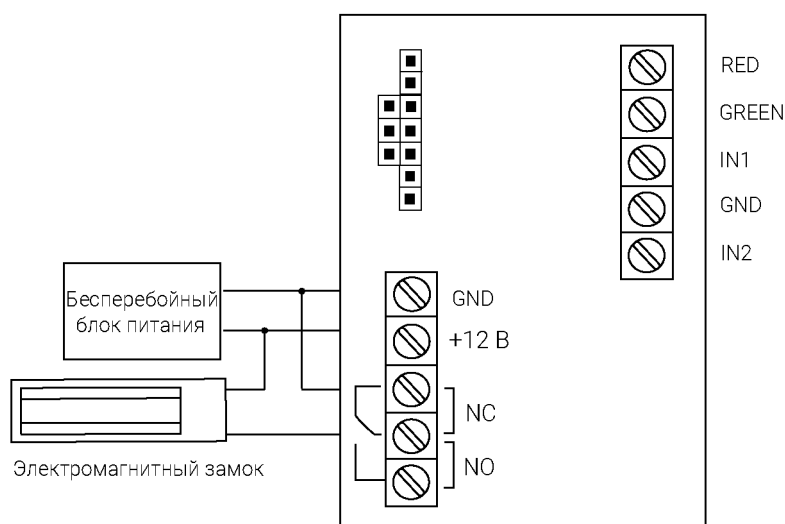 RED
GREEN
IN1
GND
IN2
Бесперебойный
блок питания
GND
+12 В
NC
NO
Электромагнитный замок